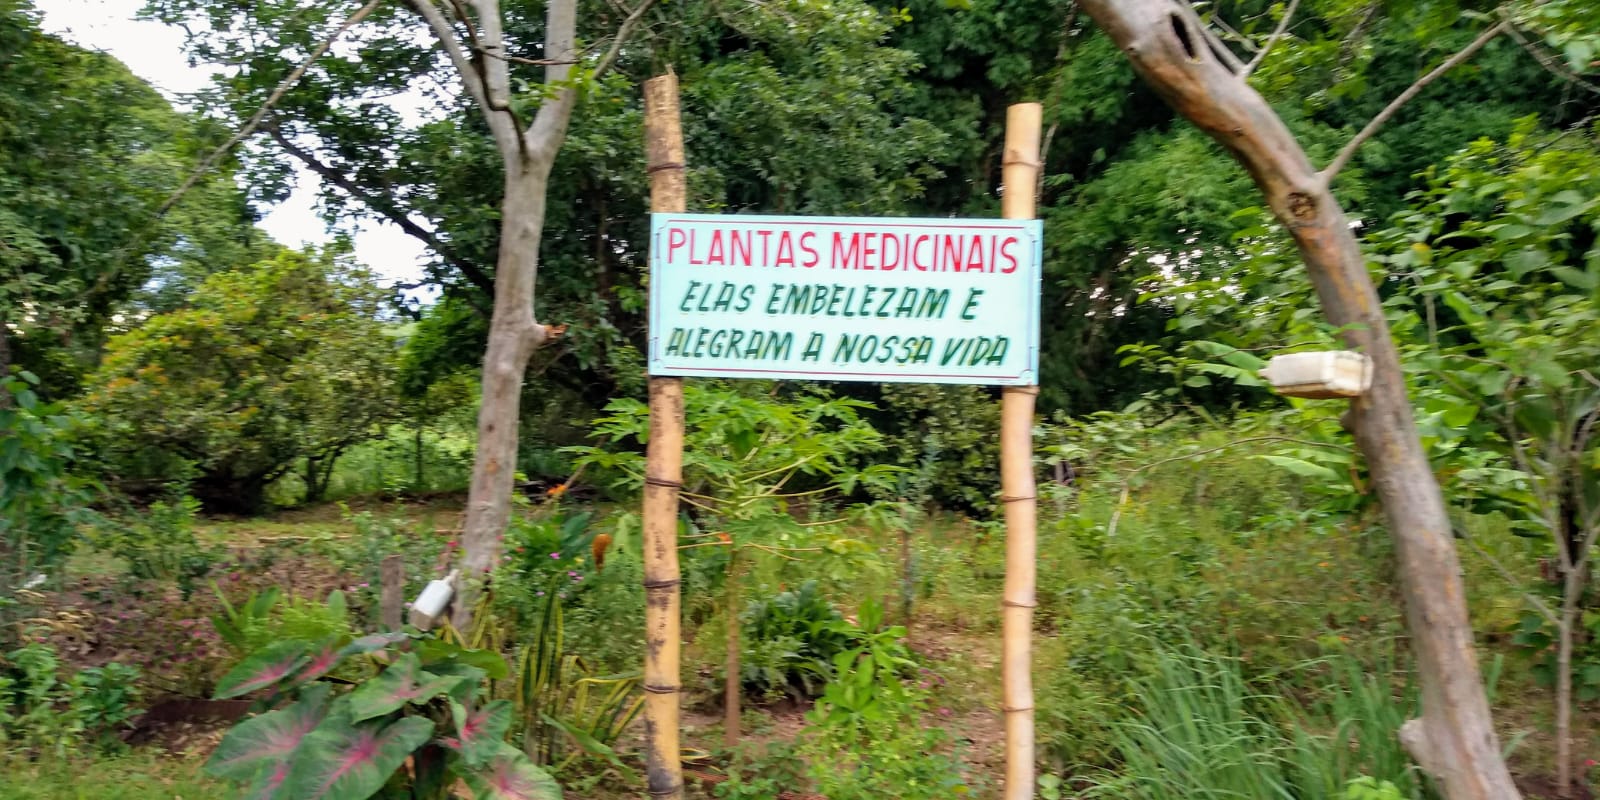 PLANTAS MEDICINAIS
ELAS EMBELEZAM E
ALEGRAM A NOSSA VIDA